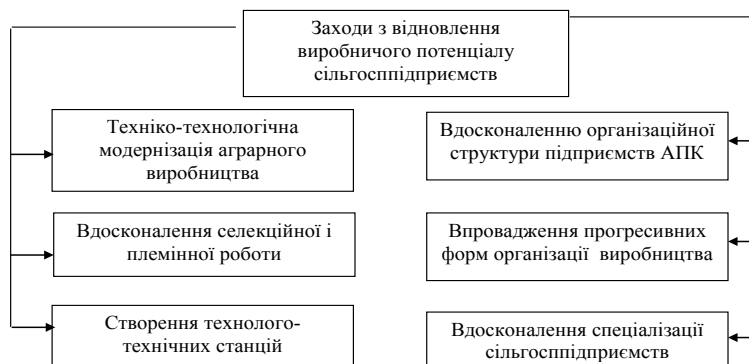 Заходи з відновлення
виробничого потенціалу
сільгосппідприємств
Техніко-технологічна
модернізація аграрного
виробництва
Вдосконаленню організаційної
структури підприємств АПК
Вдосконалення селекційної і
племінної роботи
Впровадження прогресивних
форм організації виробництва
Створення технолого-
технічних станцій
Вдосконалення спеціалізації
сільгосппідприємств